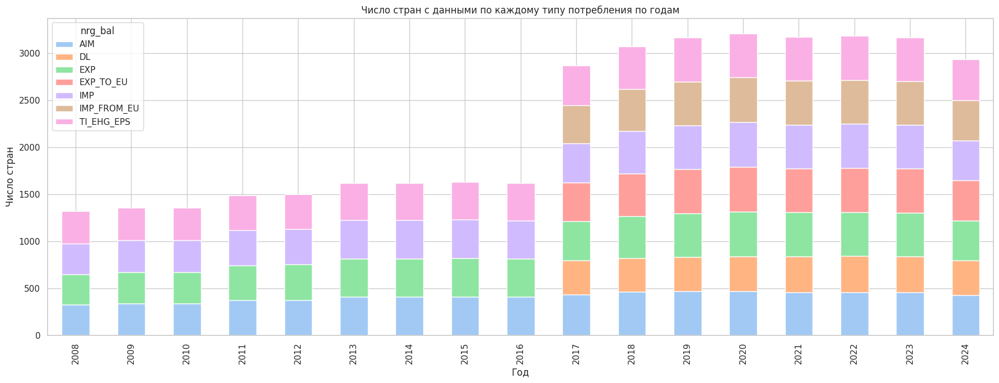 Число стран с данными по каждому типу потребления по годам
nrg_bal
AIM
DL
EXP
EXP_TO_EU
IMP
IMP_FROM_EU
TI_EHG_EPS
Число стран
3000
2500
2000
1500
1000
500
0
2008 2009 2010 2011 2012 2013 2014 2015 2016 2017 2018 2019 2020 2021 2022 2023 2024
Год